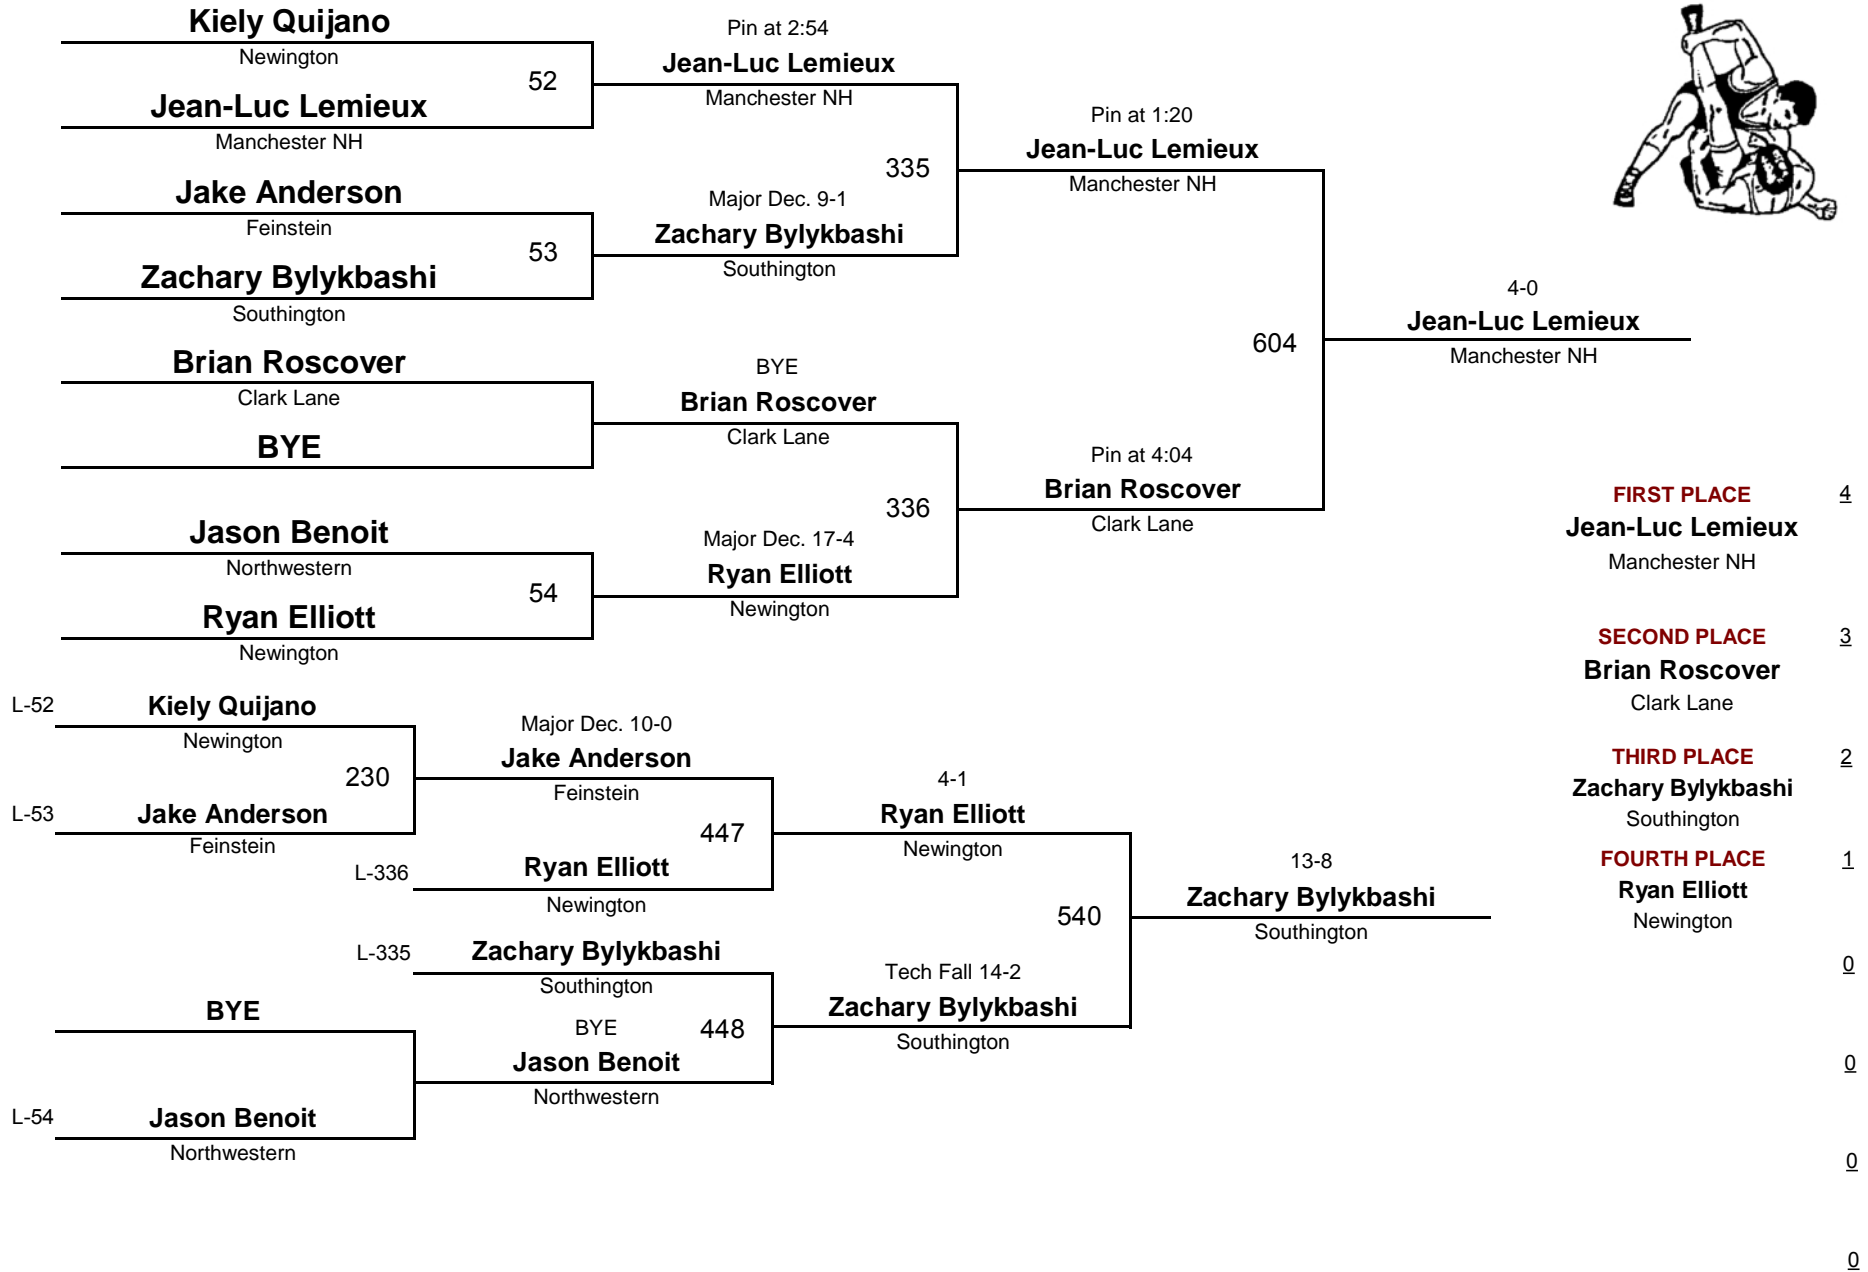 Kiely Quijano
Newington
52
Jean-Luc Lemieux
Manchester NH
Jake Anderson
Feinstein
53
Zachary Bylykbashi
Southington
Brian Roscover
Clark Lane
BYE
Jason Benoit
Northwestern
54
Ryan Elliott
Newington
Pin at 2:54
Jean-Luc Lemieux
Manchester NH
335
Major Dec. 9-1
Zachary Bylykbashi
Southington
BYE
Brian Roscover
Clark Lane
336
Major Dec. 17-4
Ryan Elliott
Newington
Pin at 1:20
Jean-Luc Lemieux
Manchester NH
604
Pin at 4:04
Brian Roscover
Clark Lane
4-0
Jean-Luc Lemieux
Manchester NH
FIRST PLACE 4
Jean-Luc Lemieux
Manchester NH
SECOND PLACE 3
Brian Roscover
Clark Lane
THIRD PLACE 2
Zachary Bylykbashi
Southington
FOURTH PLACE 1
Ryan Elliott
Newington
0
0
0
0
L-52 Kiely Quijano
Newington
230
L-53 Jake Anderson
Feinstein
BYE
L-54 Jason Benoit
Northwestern
Major Dec. 10-0
Jake Anderson
Feinstein
447
L-336 Ryan Elliott
Newington
L-335 Zachary Bylykbashi
Southington
BYE 448
Jason Benoit
Northwestern
4-1
Ryan Elliott
Newington
540
Tech Fall 14-2
Zachary Bylykbashi
Southington
13-8
Zachary Bylykbashi
Southington